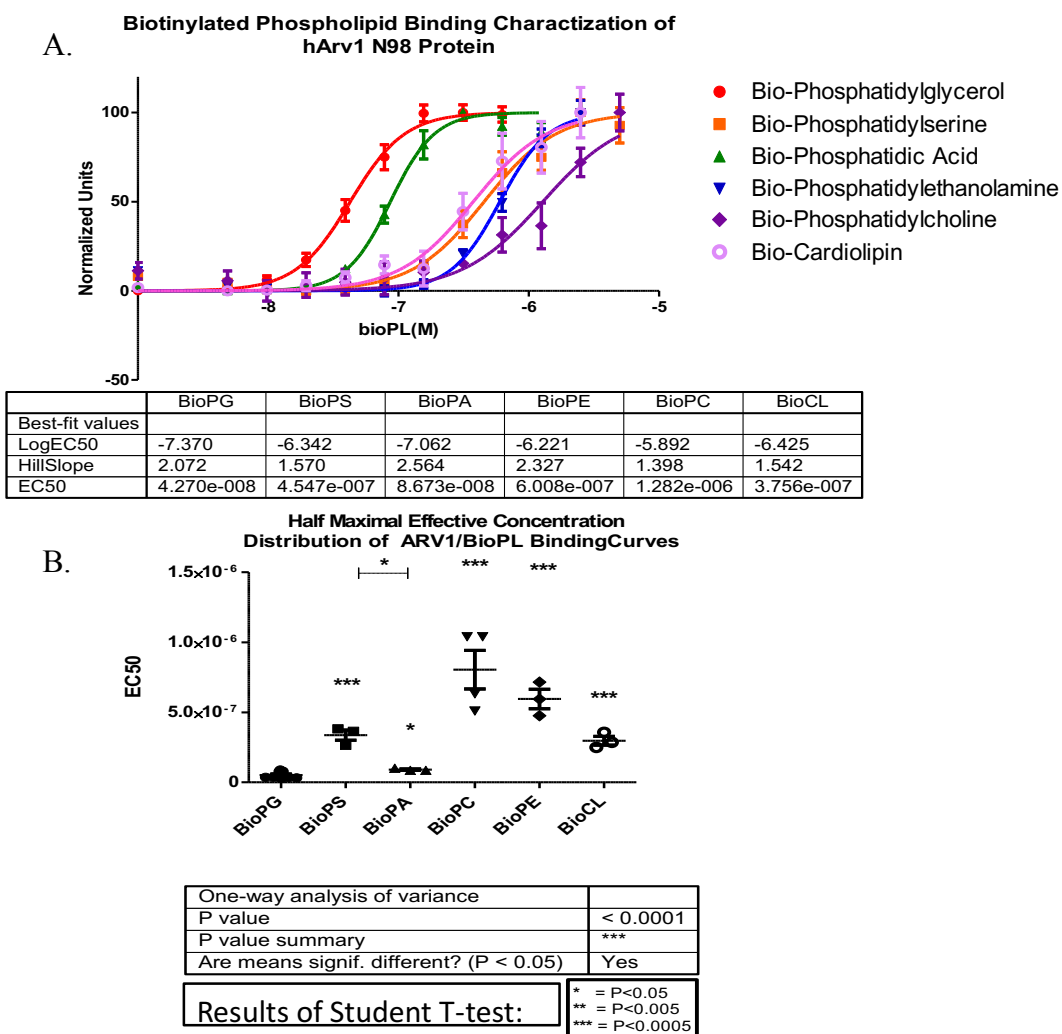 A.
Biotinylated Phospholipid Binding Charactization of
hArv1 N98 Protein
Normalized Units
100
50
0
-50
-8
-7
-6
-5
bioPL(M)
Bio-Phosphatidylglycerol
Bio-Phosphatidylserine
Bio-Phosphatidic Acid
Bio-Phosphatidylethanolamine
Bio-Phosphatidylcholine
Bio-Cardiolipin
BioPG BioPS BioPA BioPE BioPC BioCL
Best-fit values
LogEC50 -7.370 -6.342 -7.062 -6.221 -5.892 -6.425
HillSlope 2.072 1.570 2.564 2.327 1.398 1.542
EC50 4.270e-008 4.547e-007 8.673e-008 6.008e-007 1.282e-006 3.756e-007
B.
Half Maximal Effective Concentration
Distribution of ARV1/BioPL BindingCurves
EC50
1.5×10-6
1.0×10-6
5.0×10-7
0
* *** ***
*** * ***
BioPG BioPS BioPA BioPC BioPE BioCL
One-way analysis of variance
P value < 0.0001
P value summary ***
Are means signif. different? (P < 0.05) Yes
Results of Student T-test:
* = P<0.05
** = P<0.005
*** = P<0.0005